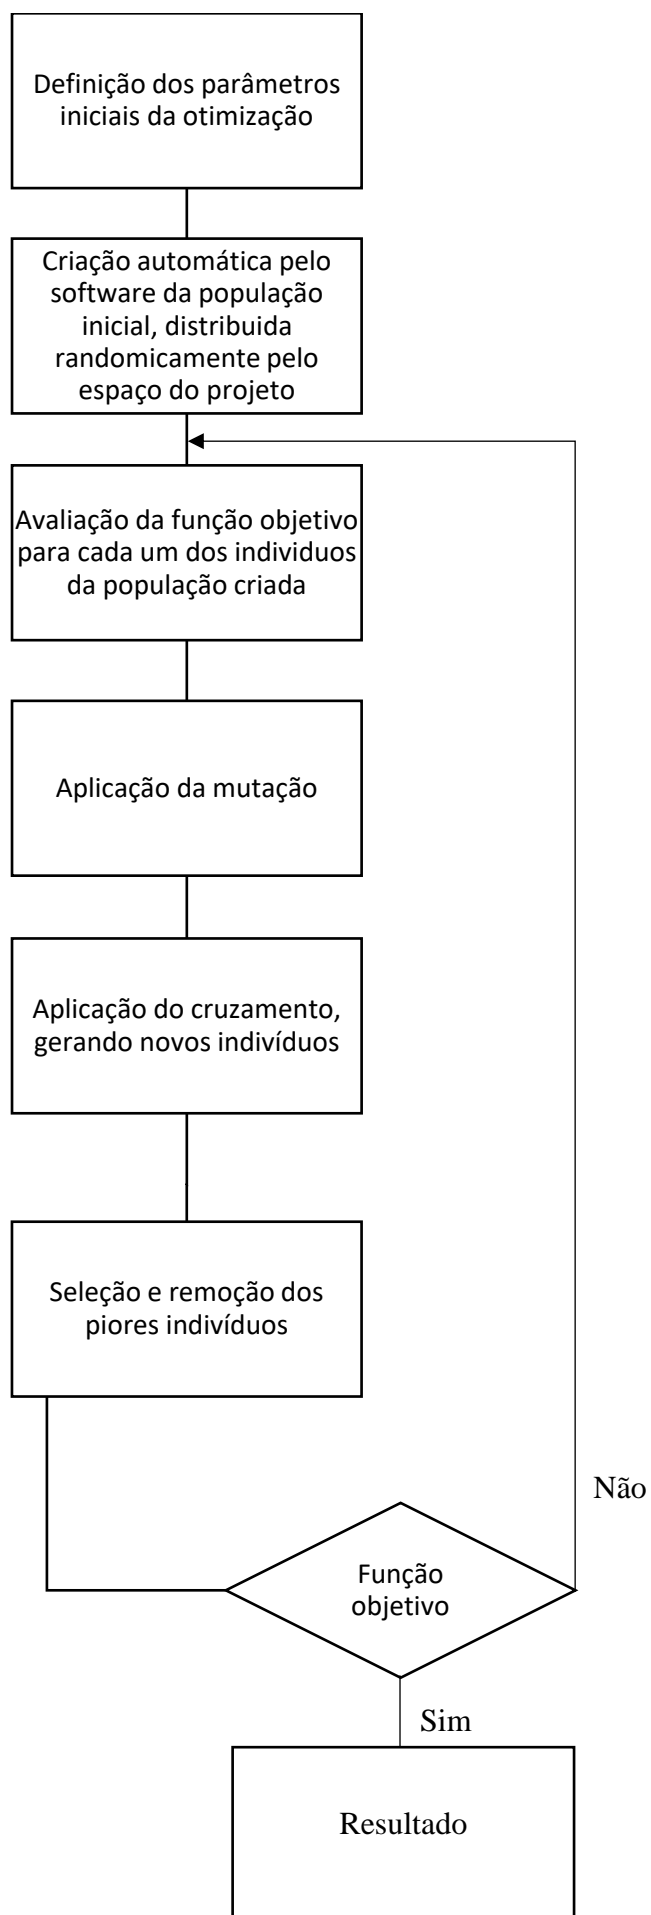 Definição dos parâmetros
iniciais da otimização
Criação automática pelo
software da população
inicial, distribuida
randomicamente pelo
espaço do projeto
Avaliação da função objetivo
para cada um dos individuos
da população criada
Aplicação da mutação
Aplicação do cruzamento,
gerando novos indivíduos
Seleção e remoção dos
piores indivíduos
Não
Função
objetivo
Sim
Resultado